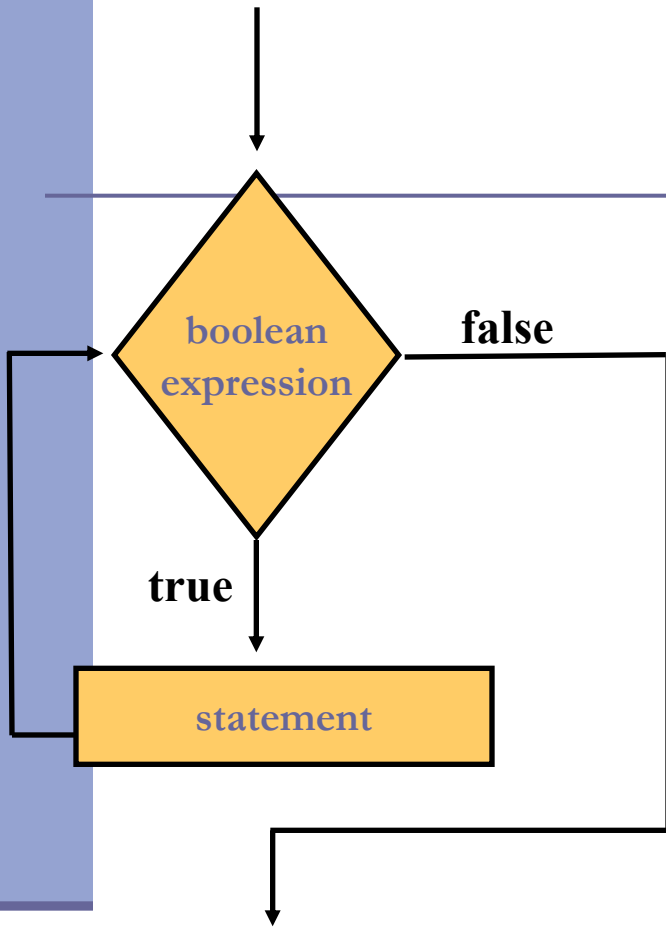 boolean
expression
false
true
statement